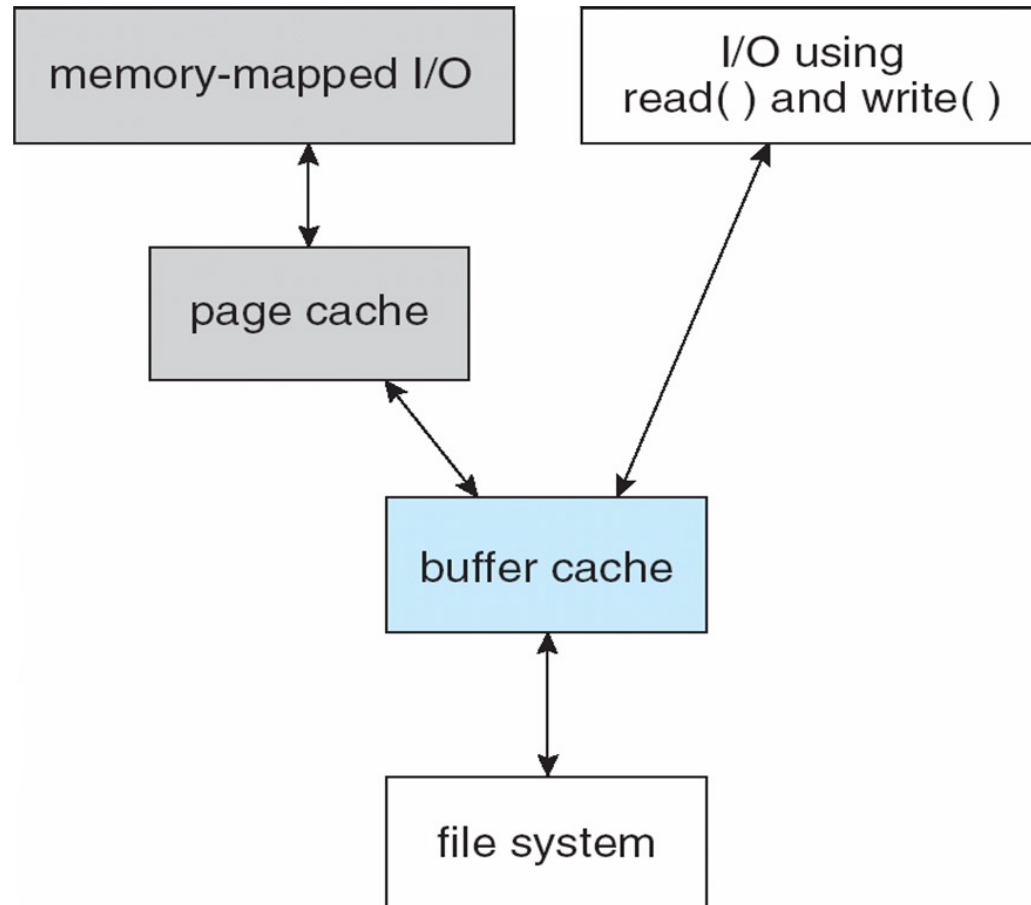 memory-mapped I/O
I/O using
read( ) and write( )
page cache
buffer cache
file system